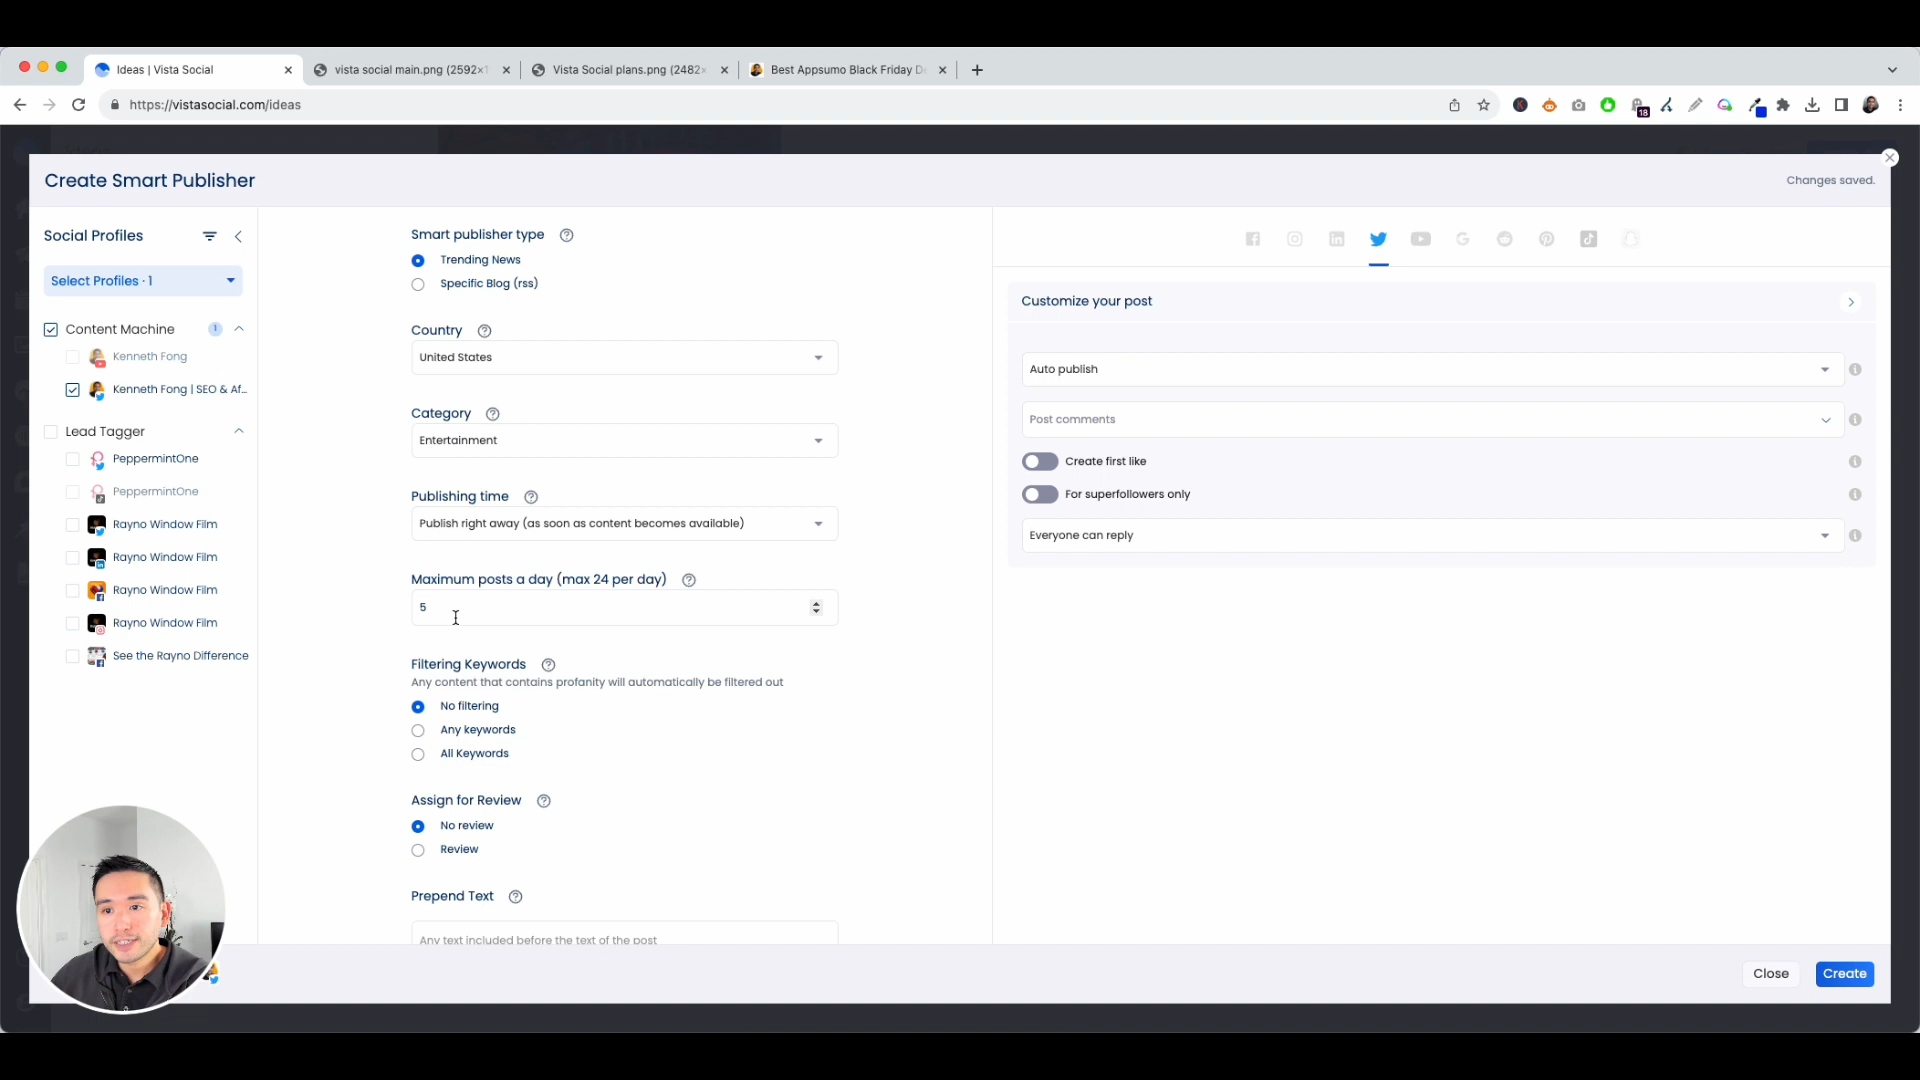 Ideas | Vista Social
vista social main.png (2592×1
Vista Social plans.png (2482×
Best Appsumo Black Friday D
https://vistasocial.com/ideas
18
Create Smart Publisher
Changes saved.
Social Profiles
Select Profiles · 1
Content Machine
1
Kenneth Fong
Kenneth Fong | SEO & Af...
Lead Tagger
PeppermintOne
PeppermintOne
Rayno Window Film
Rayno Window Film
Rayno Window Film
Rayno Window Film
See the Rayno Difference
Smart publisher type
Trending News
Specific Blog (rss)
Country
United States
Category
Entertainment
Publishing time
Publish right away (as soon as content becomes available)
Maximum posts a day (max 24 per day)
5
Filtering Keywords
Any content that contains profanity will automatically be filtered out
No filtering
Any keywords
All Keywords
Assign for Review
No review
Review
Prepend Text
Any text included before the text of the post
Customize your post
Auto publish
Post comments
Create first like
For superfollowers only
Everyone can reply
Close
Create